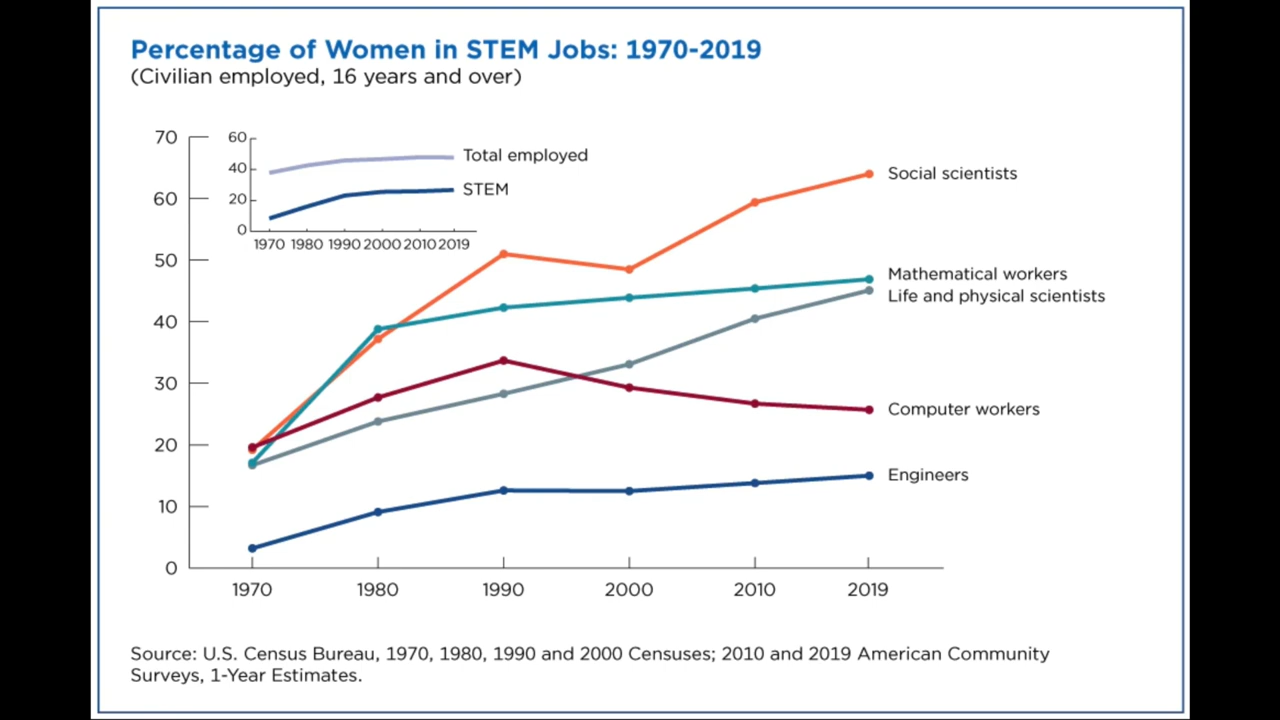 Percentage of Women in STEM Jobs: 1970-2019
(Civilian employed, 16 years and over)
70
60
50
40
30
20
10
0
1970 1980 1990 2000 2010 2019
60
40
20
0
1970 1980 1990 2000 2010 2019
Total employed
STEM
Social scientists
Mathematical workers
Life and physical scientists
Computer workers
Engineers
Source: U.S. Census Bureau, 1970, 1980, 1990 and 2000 Censuses; 2010 and 2019 American Community
Surveys, 1-Year Estimates.